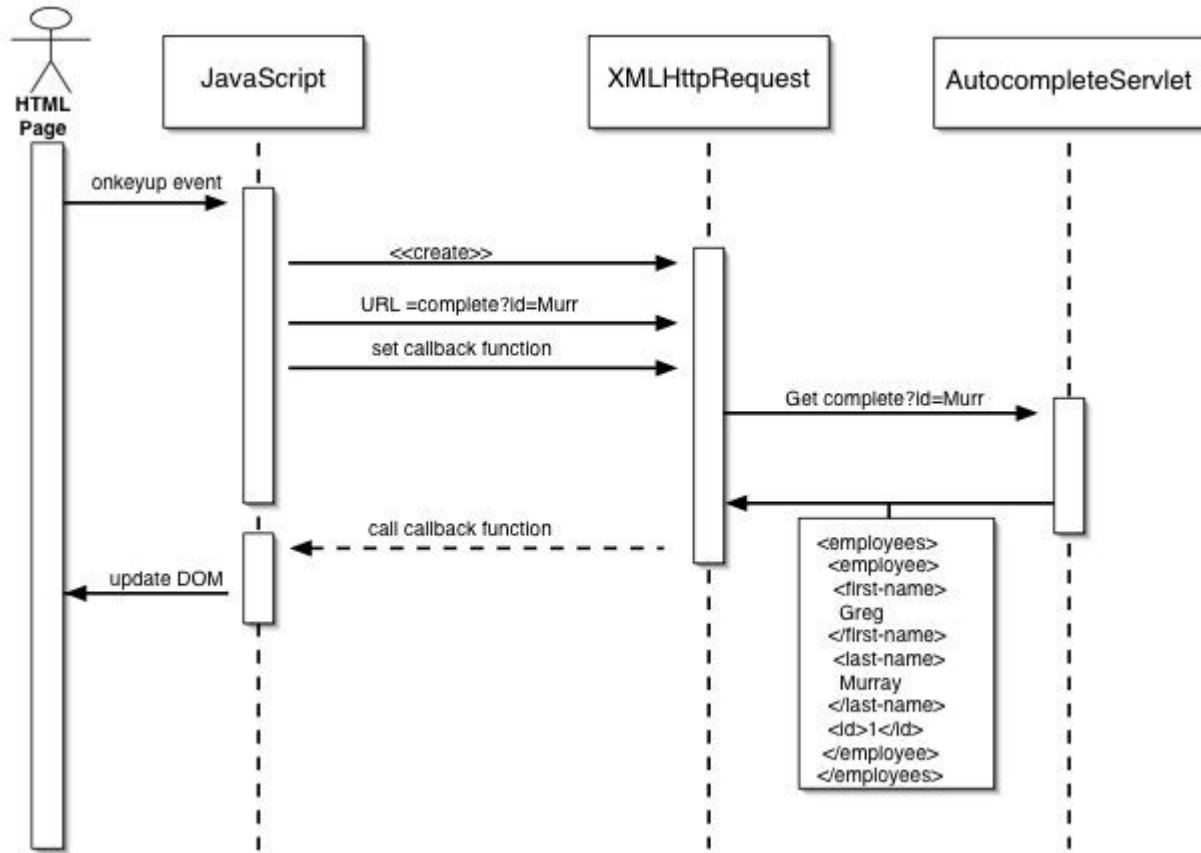 HTML
Page
JavaScript
XMLHttpRequest
AutocompleteServlet
onkeyup event
<<create>>
URL =complete?id=Murr
set callback function
Get complete?id=Murr
call callback function
update DOM
<employees>
<employee>
<first-name>
Greg
</first-name>
<last-name>
Murray
</last-name>
<id>1</id>
</employee>
</employees>